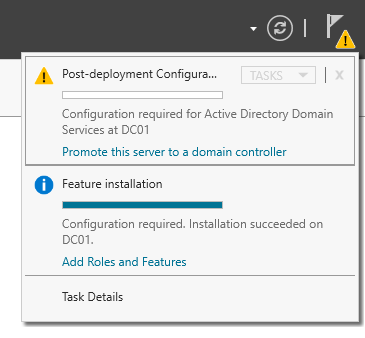 Post-deployment Configura...
TASKS
X
Configuration required for Active Directory Domain
Services at DC01
Promote this server to a domain controller
Feature installation
Configuration required. Installation succeeded on
DC01.
Add Roles and Features
Task Details